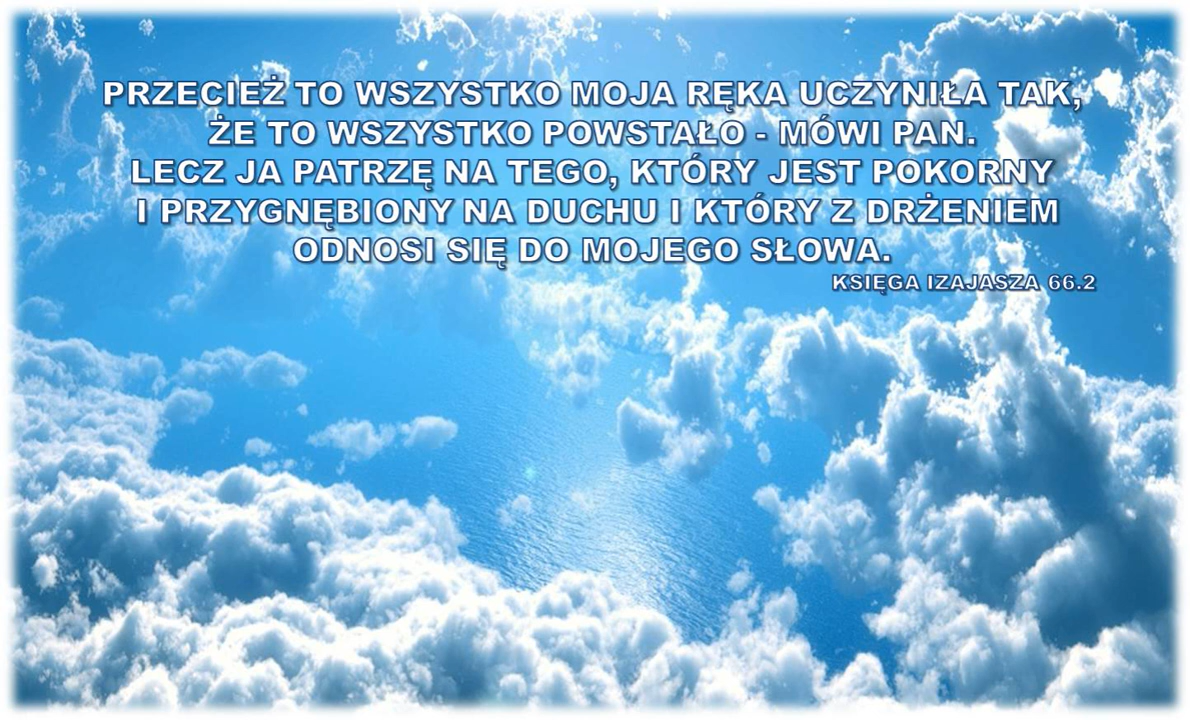 PRZECIEŻ TO WSZYSTKO MOJA RĘKA UCZYNIŁA TAK,
ŻE TO WSZYSTKO POWSTAŁO - MÓWI PAN.
LECZ JA PATRZĘ NA TEGO, KTÓRY JEST POKORNY
I PRZYGNĘBIONY NA DUCHU I KTÓRY Z DRŻENIEM
ODNOSI SIĘ DO MOJEGO SŁOWA.
KSIĘGA IZAJASZA 66.2